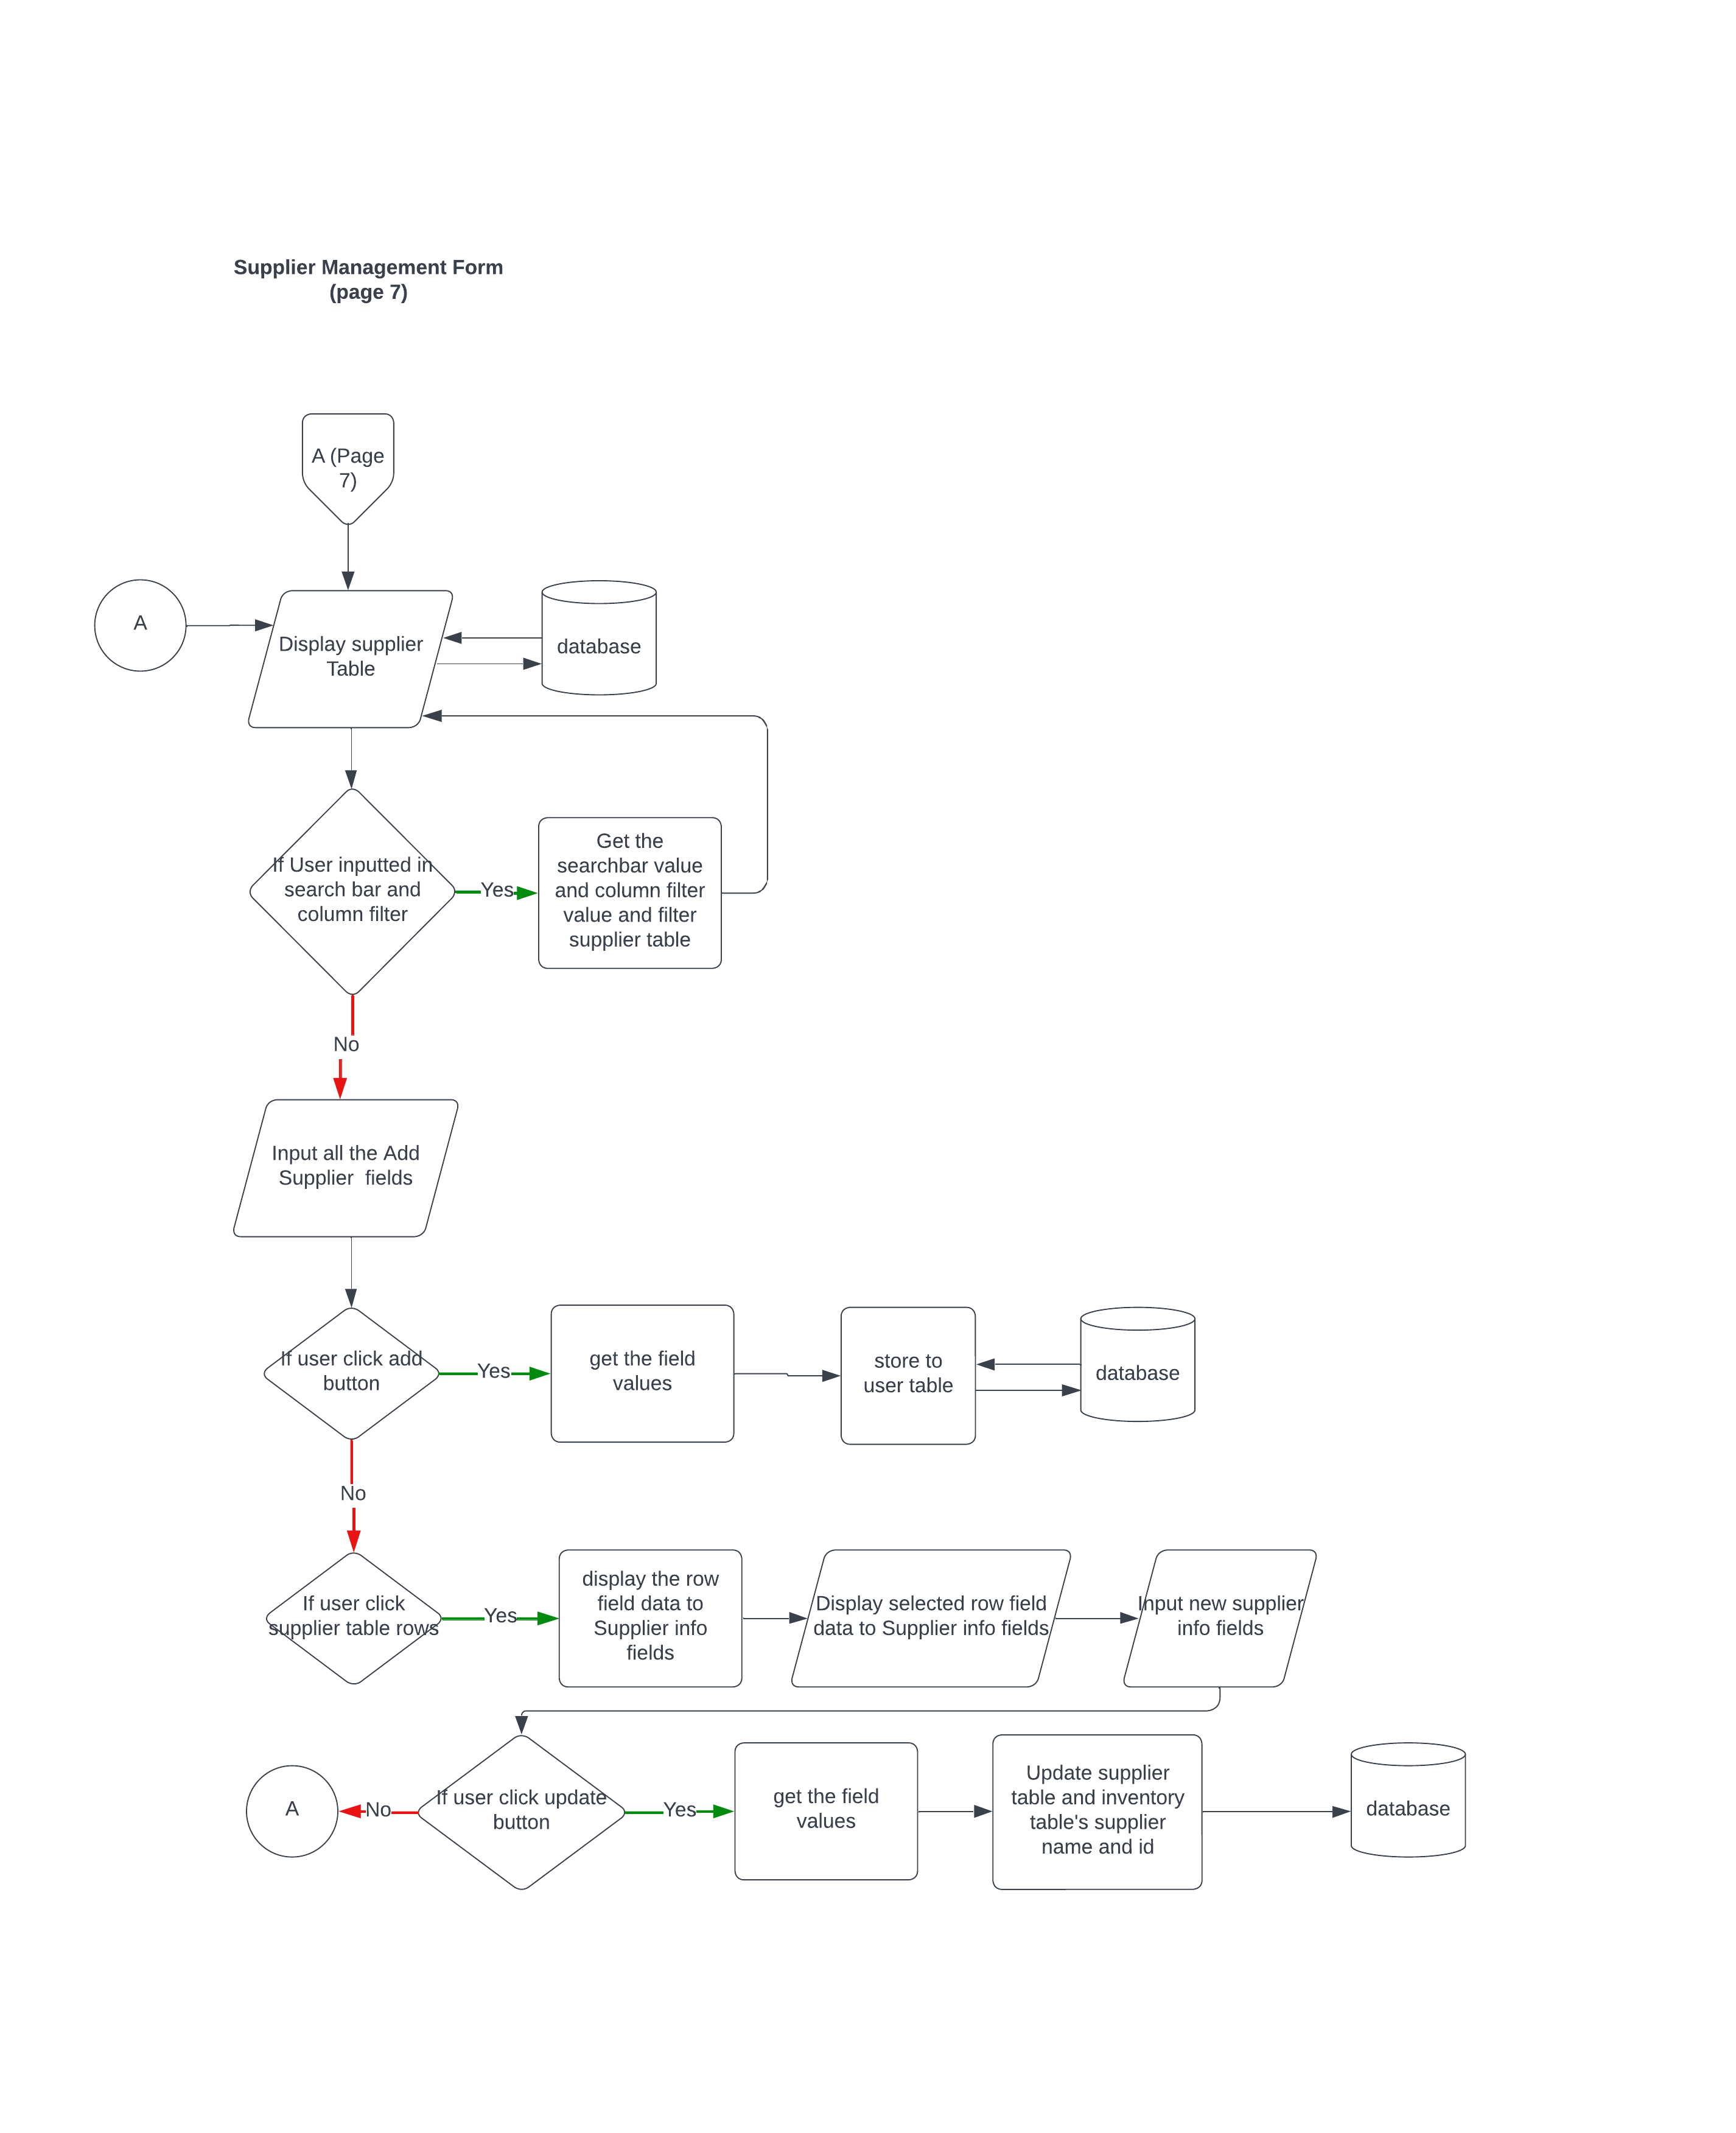 Supplier Management Form
(page 7)
A (Page
7)
A
Display supplier
Table
database
If User inputted in
search bar and
column filter
Yes
Get the
searchbar value
and column filter
value and filter
supplier table
No
Input all the Add
Supplier  fields
If user click add
button
Yes
get the field
values
store to
user table
database
No
If user click
supplier table rows
Yes
display the row
field data to
Supplier info
fields
Display selected row field
data to Supplier info fields
Input new supplier
info fields
A
No
If user click update
button
Yes
get the field
values
Update supplier
table and inventory
table's supplier
name and id
database